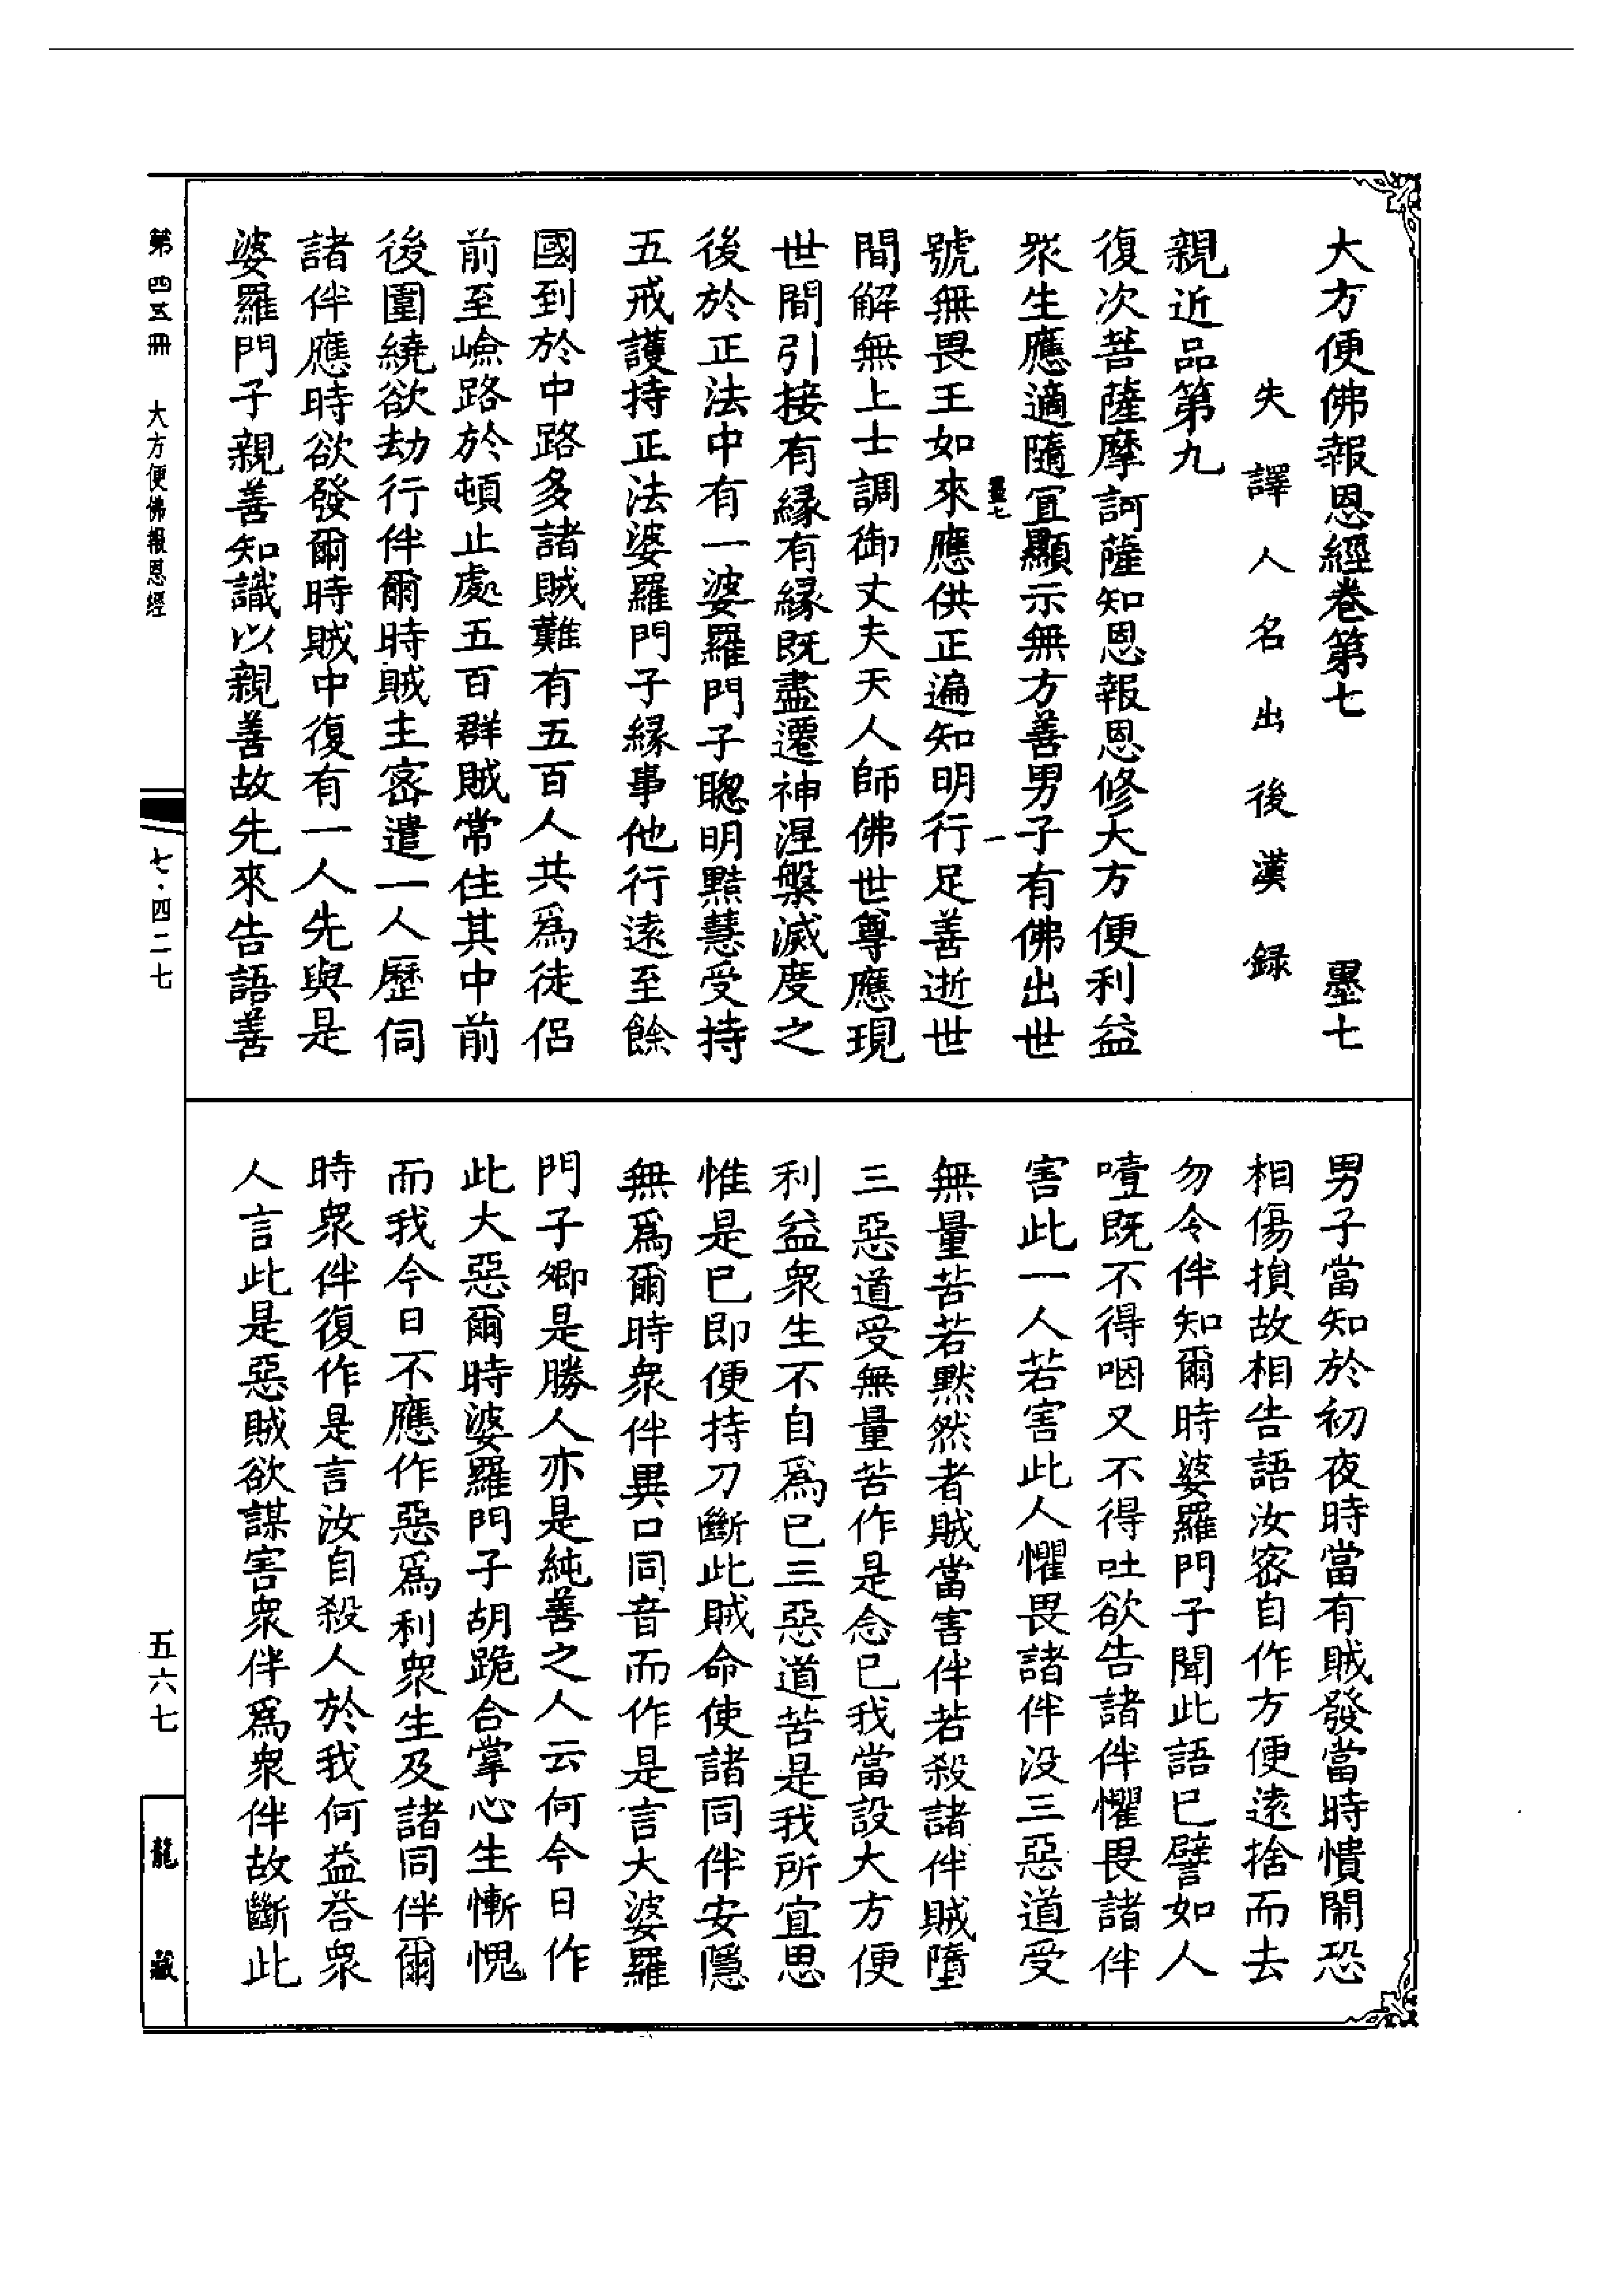 大方便佛報恩經卷第七　墨七
失譯人名出後漢録
親近品第九
復次菩薩摩訶薩知恩報恩修大方便利益
衆生應適隨宜顯示無方善男子有佛出世
墨七　一
號無畏王如來應供正遍知明行足善逝世
間解無上士調御丈夫天人師佛世尊應現
世間引接有縁有縁既盡遷神涅槃滅度之
後於正法中有一婆羅門子聰明黠慧受持
五戒護持正法婆羅門子縁事他行逺至餘
國到於中路多諸賊難有五百人共爲徒侣
前至嶮路於頓止處五百群賊常住其中前
後圍繞欲劫行伴爾時賊主宻遣一人歷伺
諸伴應時欲發爾時賊中復有一人先與是
婆羅門子親善知識以親善故先來告語善
男子當知於初夜時當有賊發當時憒閙恐
相傷損故相告語汝宻自作方便逺捨而去
勿令伴知爾時婆羅門子聞此語已譬如人
噎既不得咽又不得吐欲告諸伴懼畏諸伴
害此一人若害此人懼畏諸伴没三惡道受
無量苦若黙然者賊當害伴若殺諸伴賊墮
三惡道受無量苦作是念已我當設大方便
利益衆生不自爲已三惡道苦是我所宜思
惟是已即便持刀斷此賊命使諸同伴安隱
無爲爾時衆伴異口同音而作是言大婆羅
門子卿是勝人亦是純善之人云何今日作
此大惡爾時婆羅門子胡跪合掌心生慚愧
而我今日不應作惡爲利衆生及諸同伴爾
時衆伴復作是言汝自殺人於我何益荅衆
人言此是惡賊欲謀害衆伴爲衆伴故斷此
第四五冊　大方便佛報恩經
七·四二七
五六七
龍藏